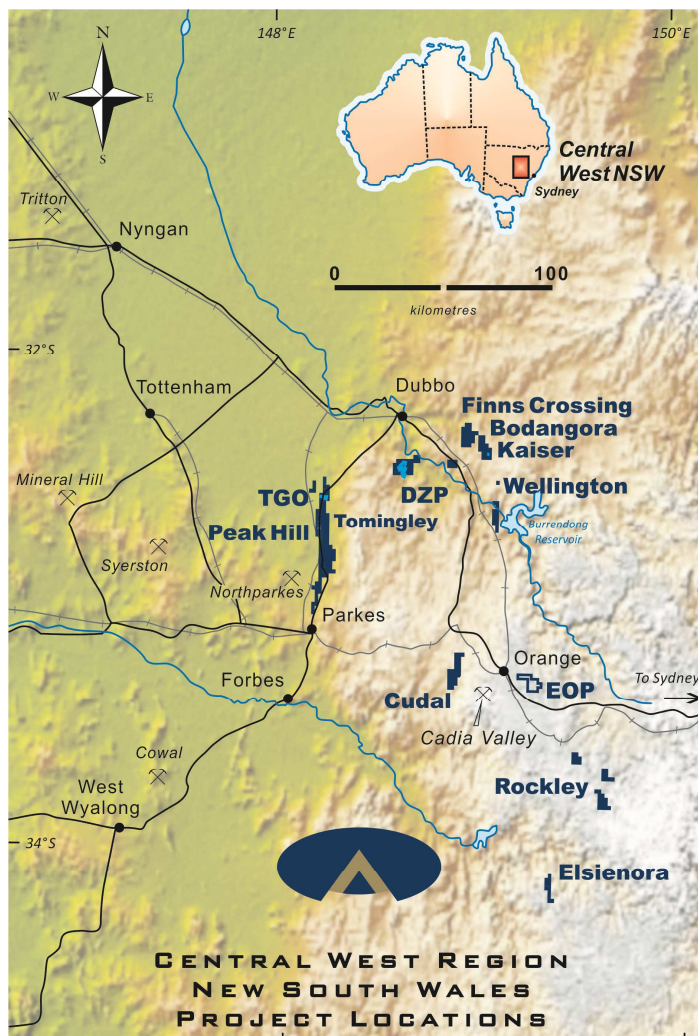 148°E
150°E
N
W
E
S
Central
West NSW
Sydney
Tritton
Nyngan
0
100
kilometres
32°S
Tottenham
Dubbo
Finns Crossing
Bodangora
Kaiser
Mineral Hill
TGO
DZP
Wellington
Peak Hill
Tomingley
Burrendong
Reservoir
Syerston
Northparkes
Parkes
Orange
Forbes
Cudal
EOP
To Sydney
Cadia Valley
Cowal
West
Wyalong
Rockley
34°S
Elsienora
Central West Region
New South Wales
Project Locations